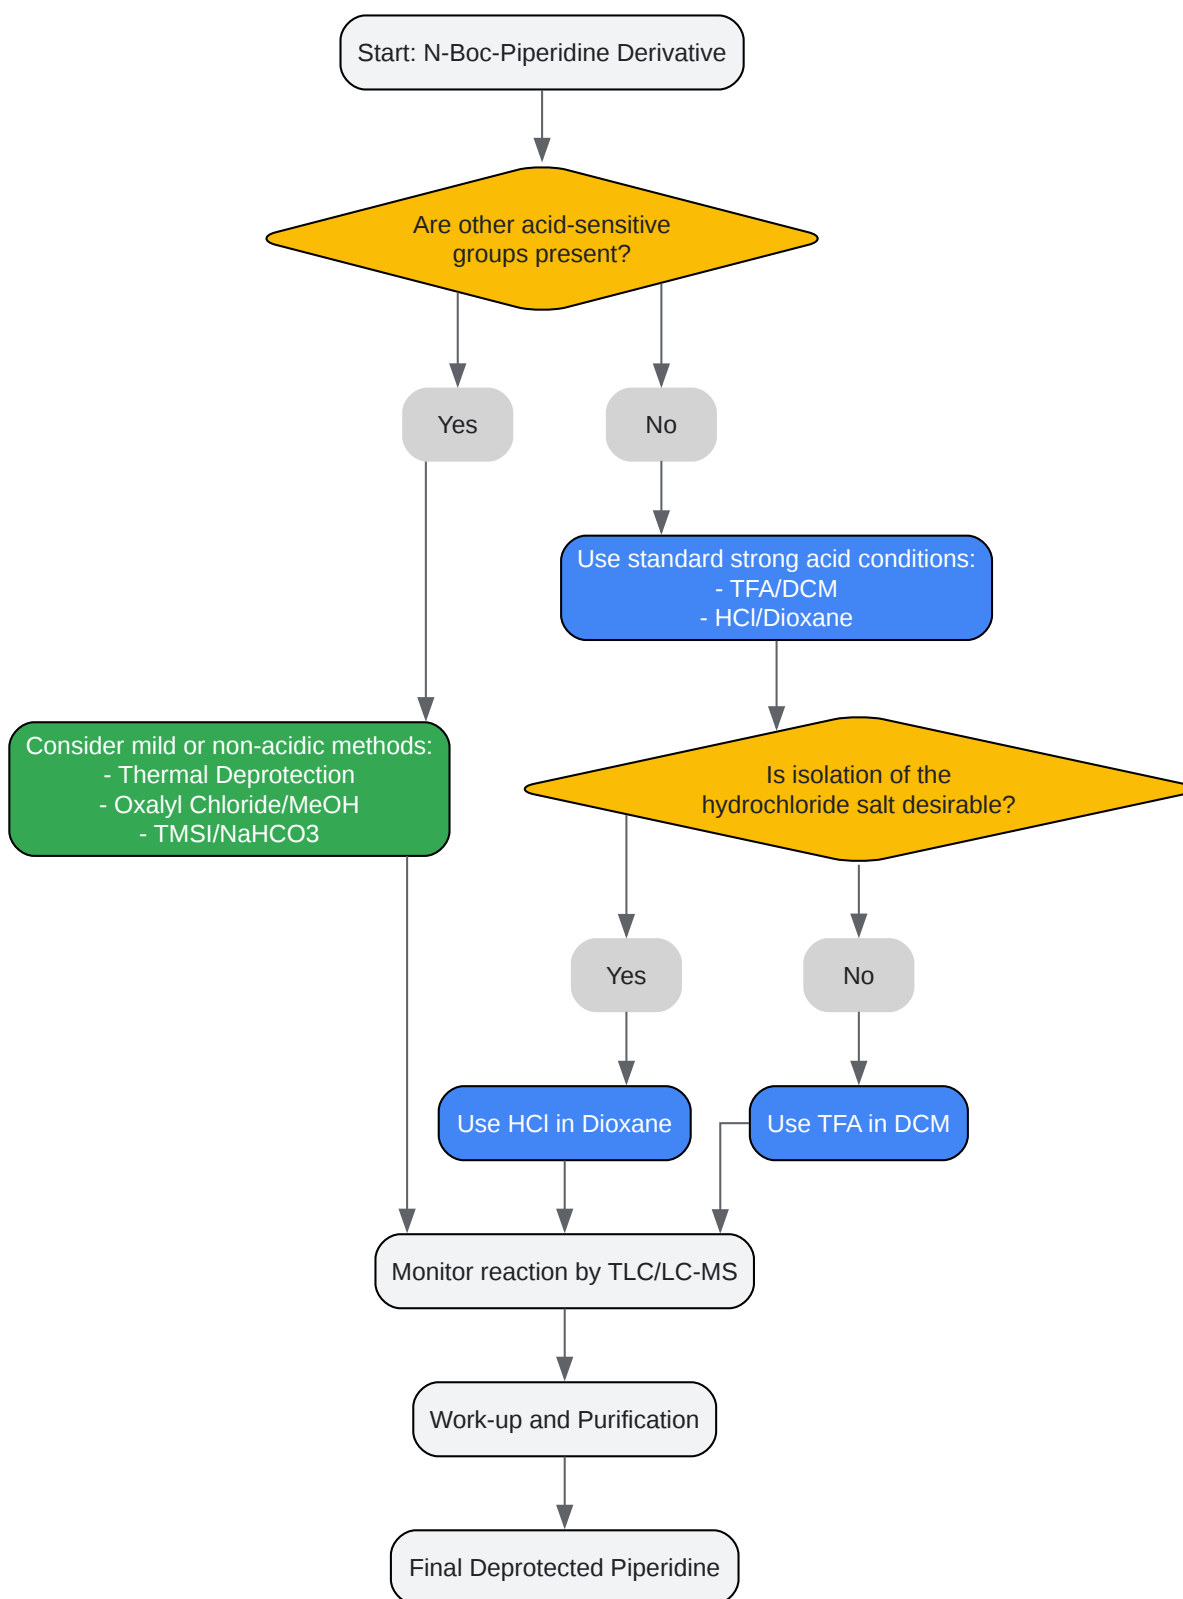 Start: N-Boc-Piperidine Derivative
Are other acid-sensitive
groups present?
Yes
No
Use standard strong acid conditions:
- TFA/DCM
- HCl/Dioxane
Consider mild or non-acidic methods:
- Thermal Deprotection
- Oxalyl Chloride/MeOH
- TMSI/NaHCO3
Is isolation of the
hydrochloride salt desirable?
Yes
No
Use HCl in Dioxane
Use TFA in DCM
Monitor reaction by TLC/LC-MS
Work-up and Purification
Final Deprotected Piperidine